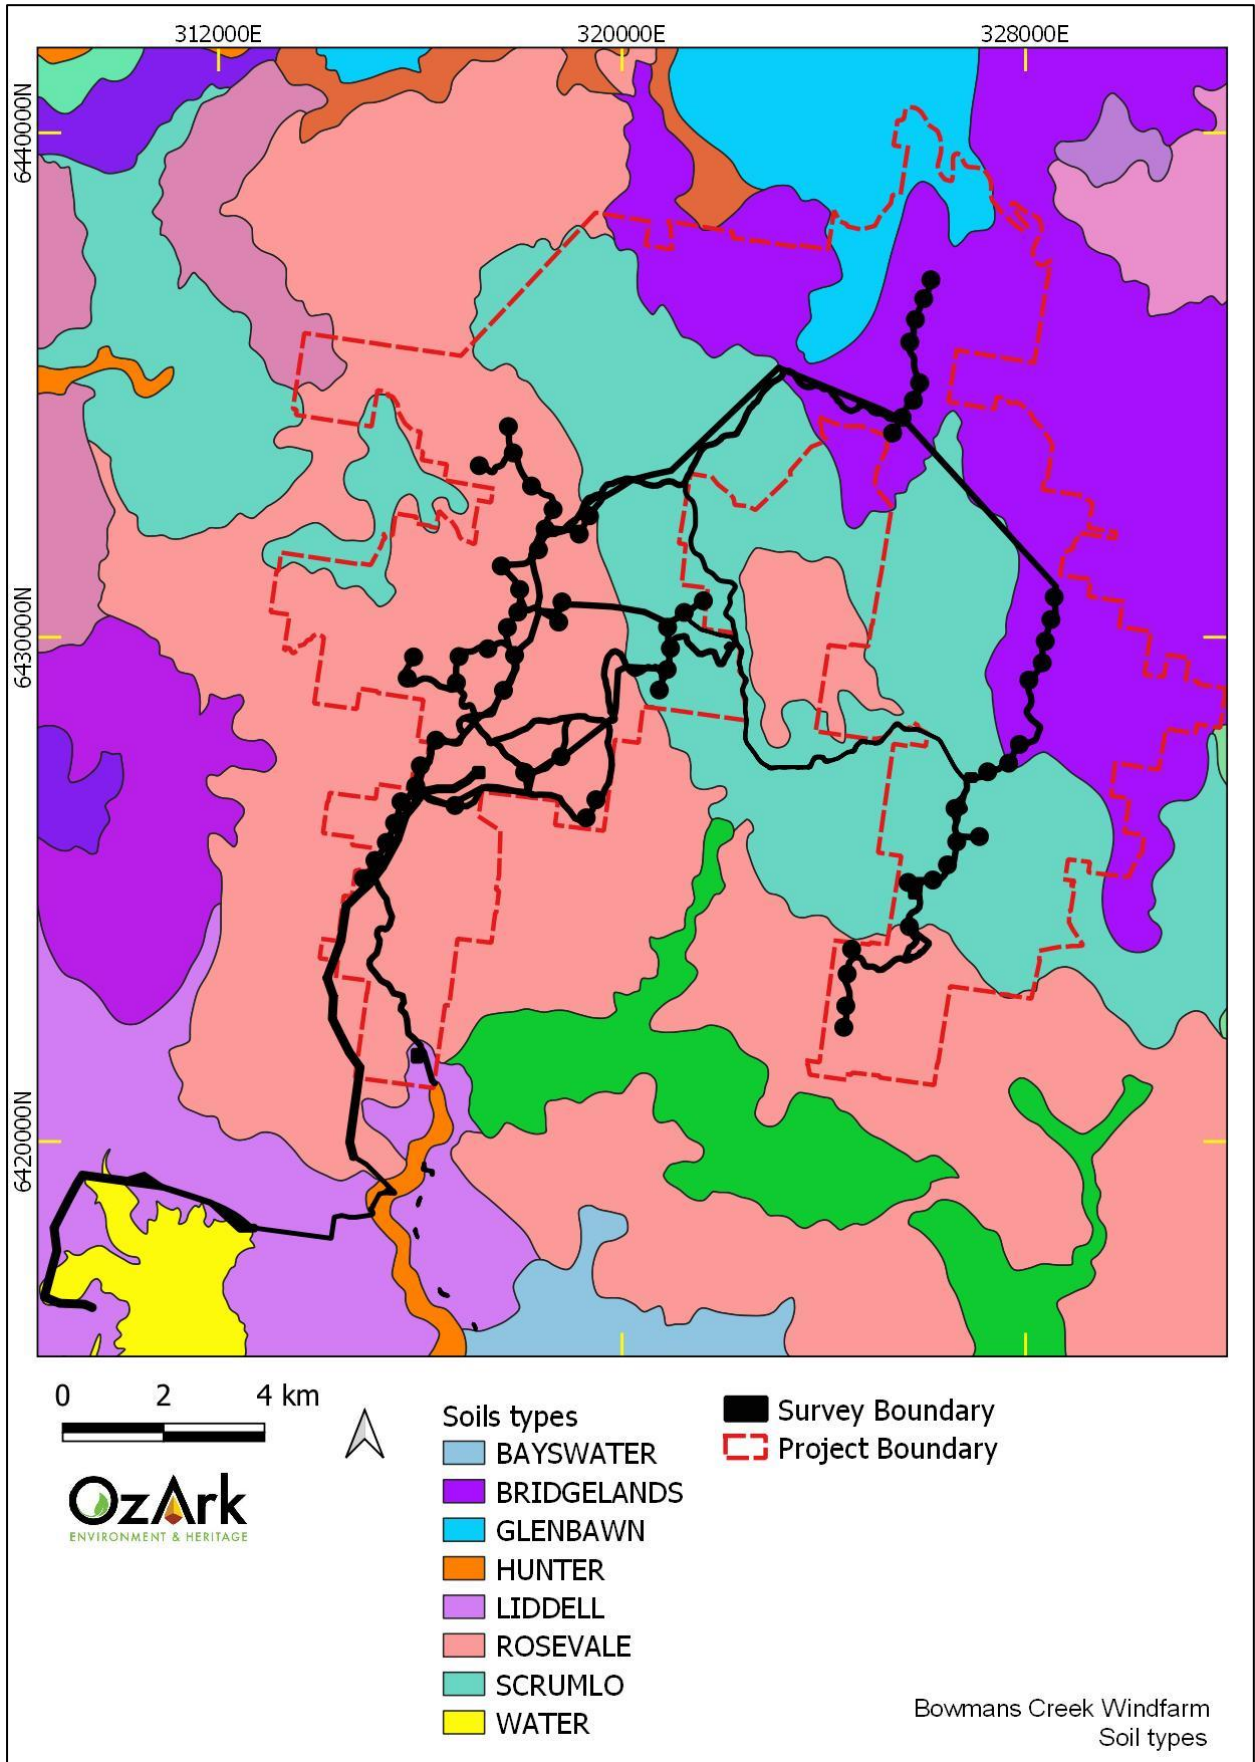 312000E 320000E 328000E
6440000N
6430000N
6420000N
0 2 4 km
OzArk
ENVIRONMENT & HERITAGE
Soils types
BAYSWATER
BRIDGELANDS
GLENBAWN
HUNTER
LIDDELL
ROSEVALE
SCRUMLO
WATER
Survey Boundary
Project Boundary
Bowmans Creek Windfarm
Soil types